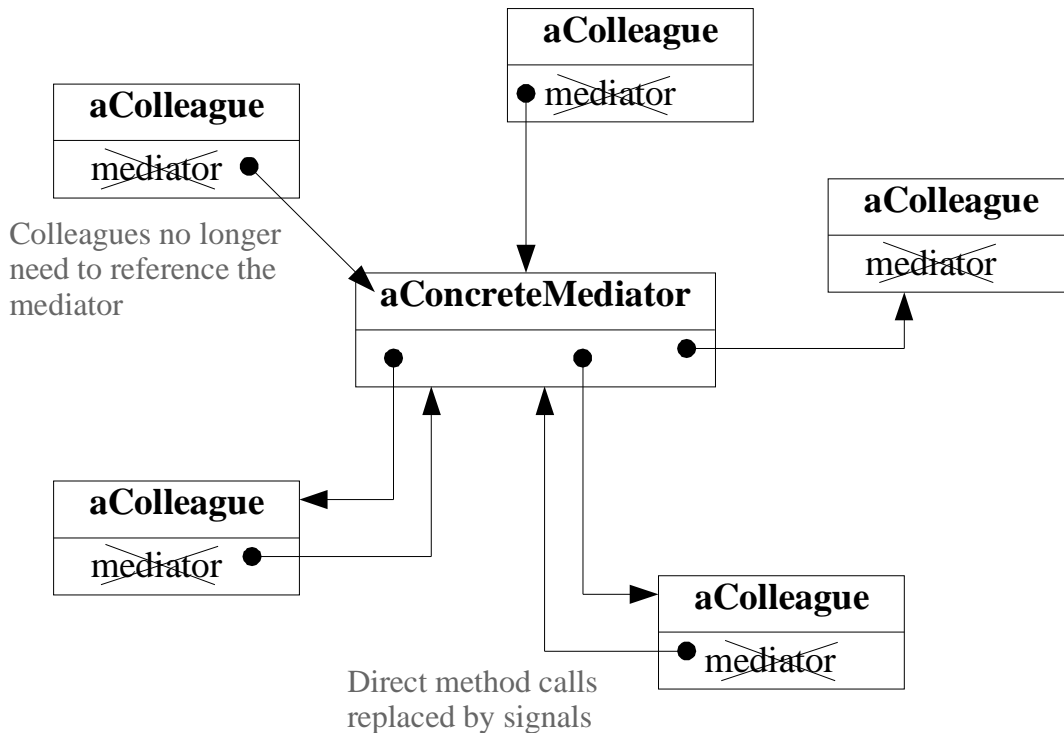 aColleague
mediator
aColleague
mediator
aColleague
mediator
Colleagues no longer
need to reference the
mediator
aConcreteMediator
aColleague
mediator
aColleague
mediator
Direct method calls
replaced by signals